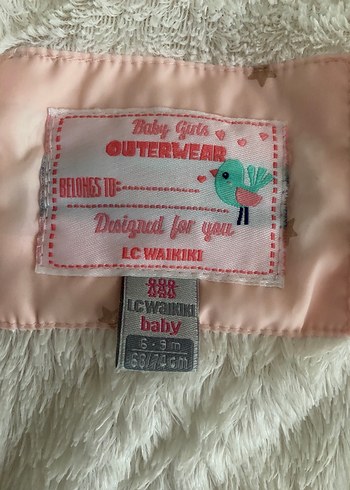 Baby Girls
OUTERWEAR
BELONGS TO:
Designed for you
LC WAIKIKI
LC WAIKIKI
baby
6-9 m
68/74 cm